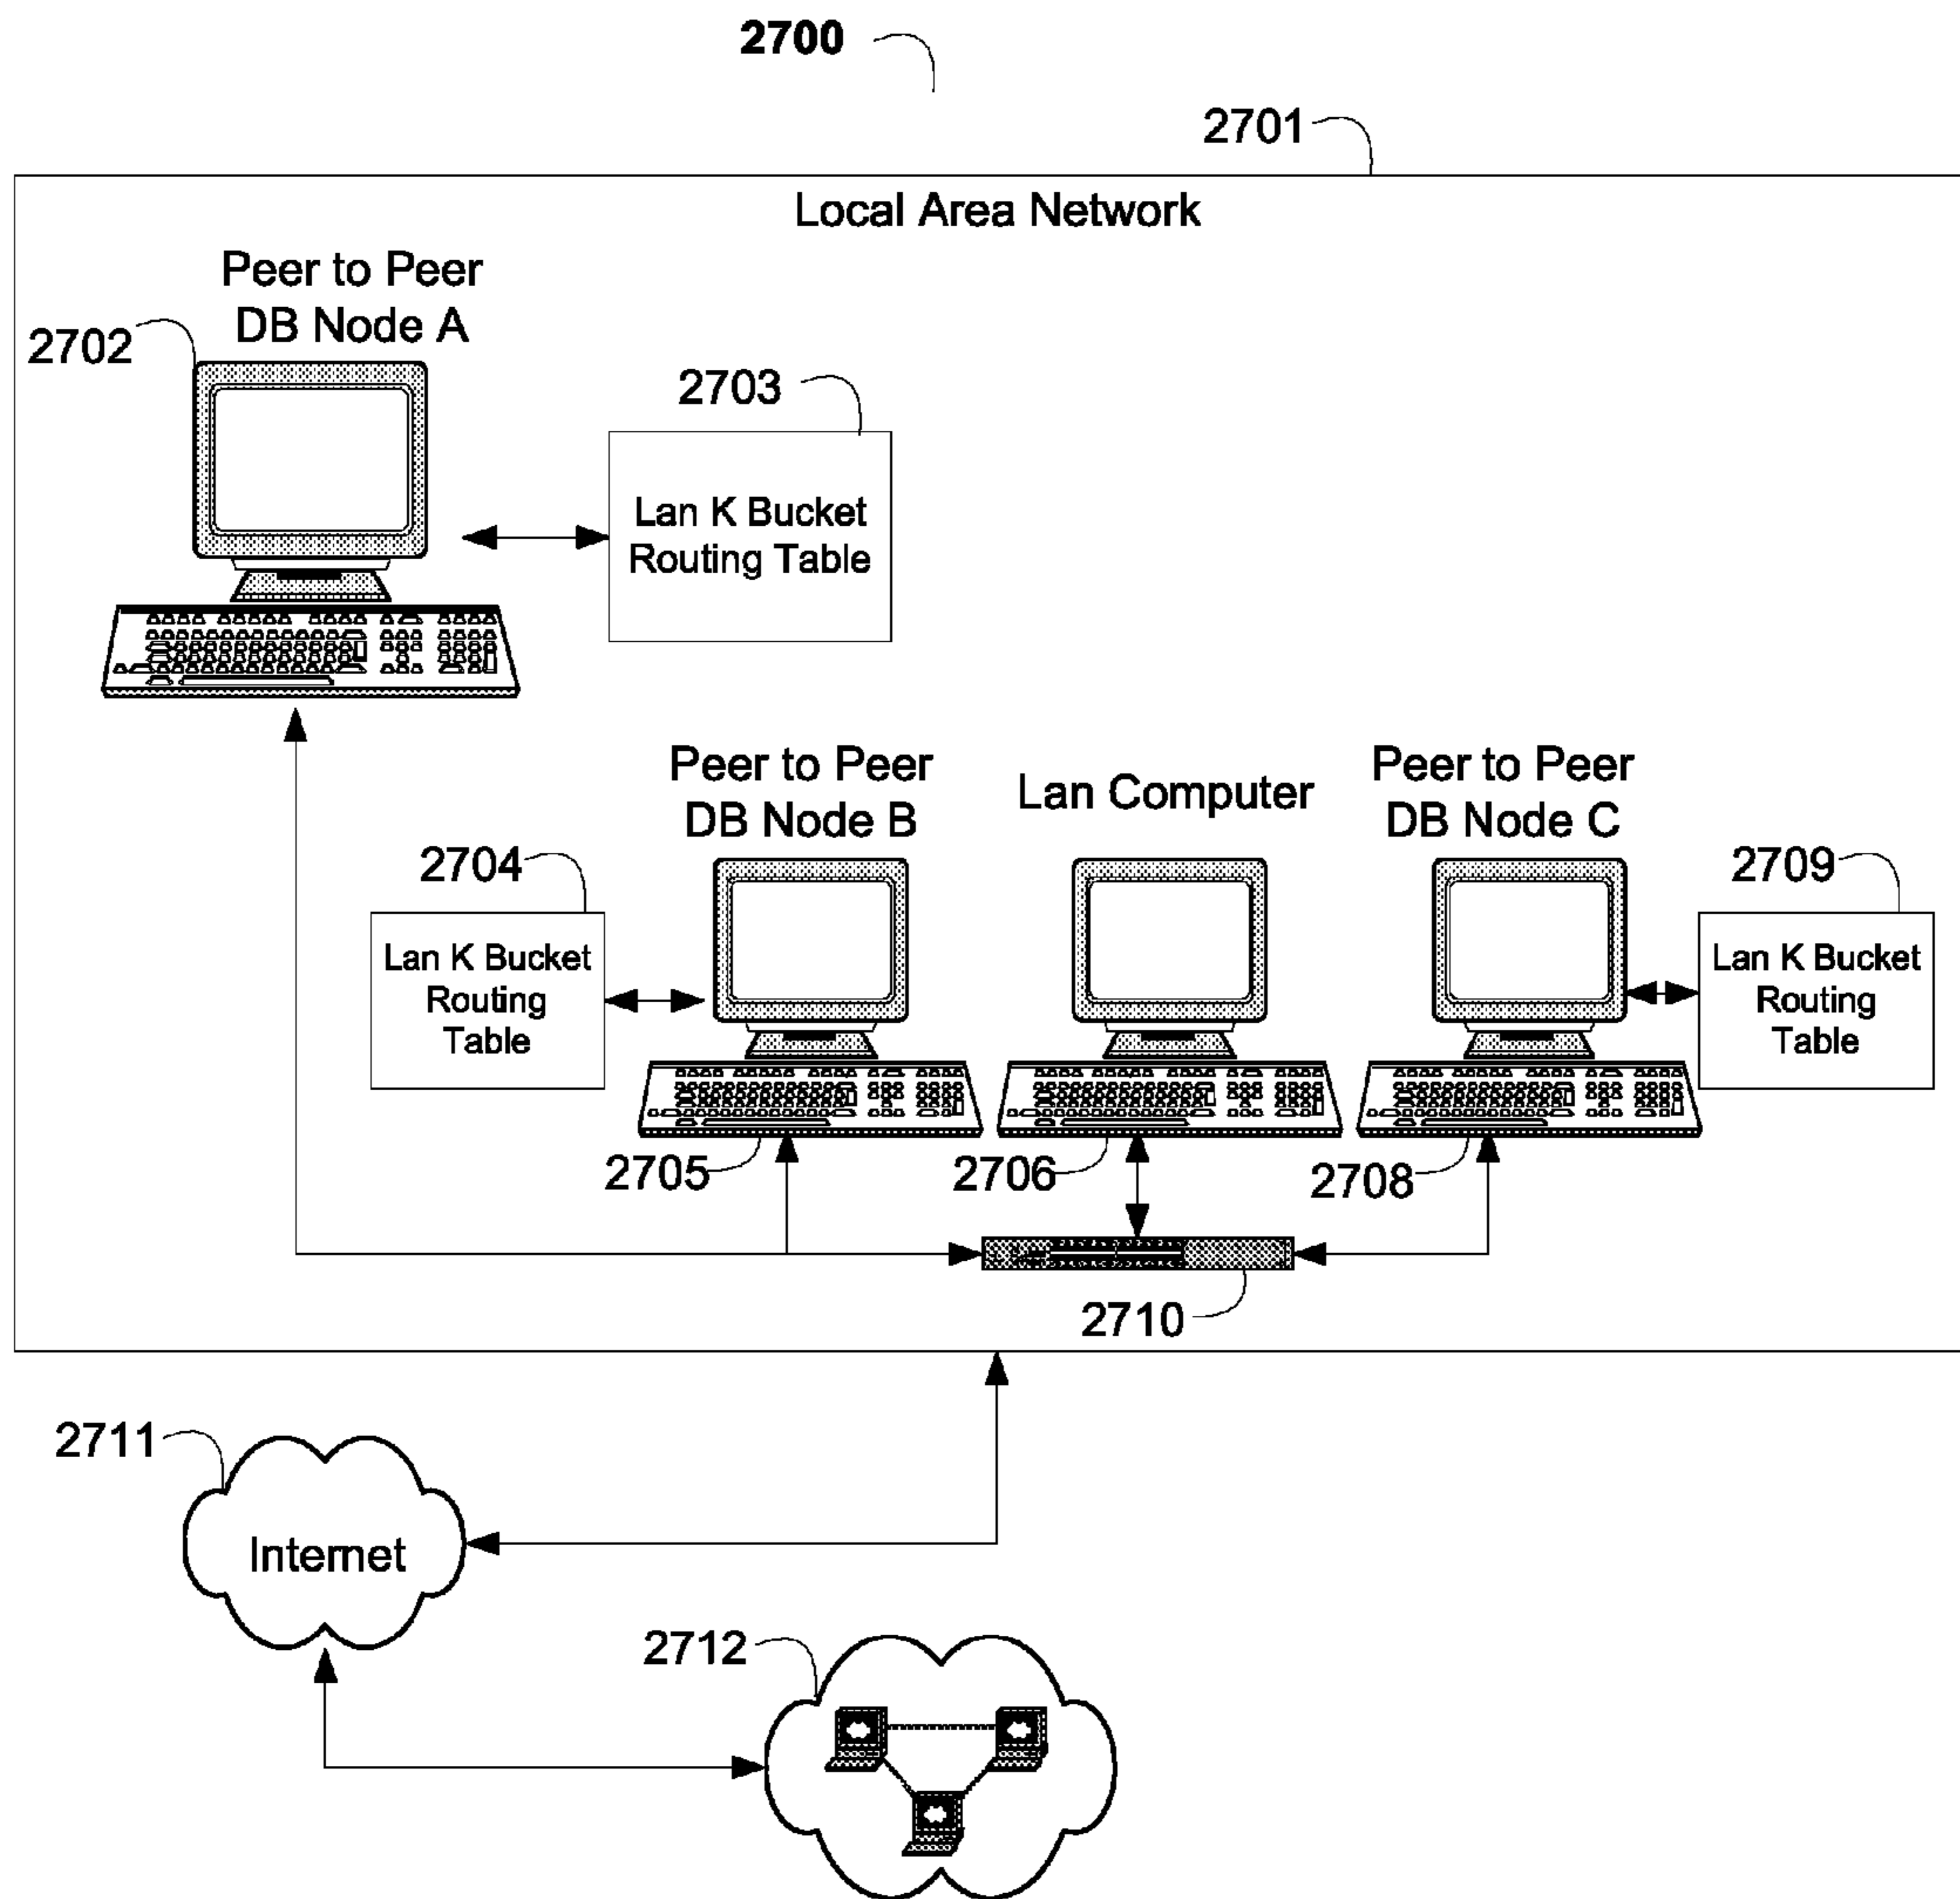 2700
2701
Local Area Network
Peer to Peer
DB Node A
2702
2703
Lan K Bucket
Routing Table
Peer to Peer
DB Node B
Lan Computer
Peer to Peer
DB Node C
2704
2709
Lan K Bucket
Routing
Table
Lan K Bucket
Routing
Table
2705
2706
2708
2710
2711
Internet
2712